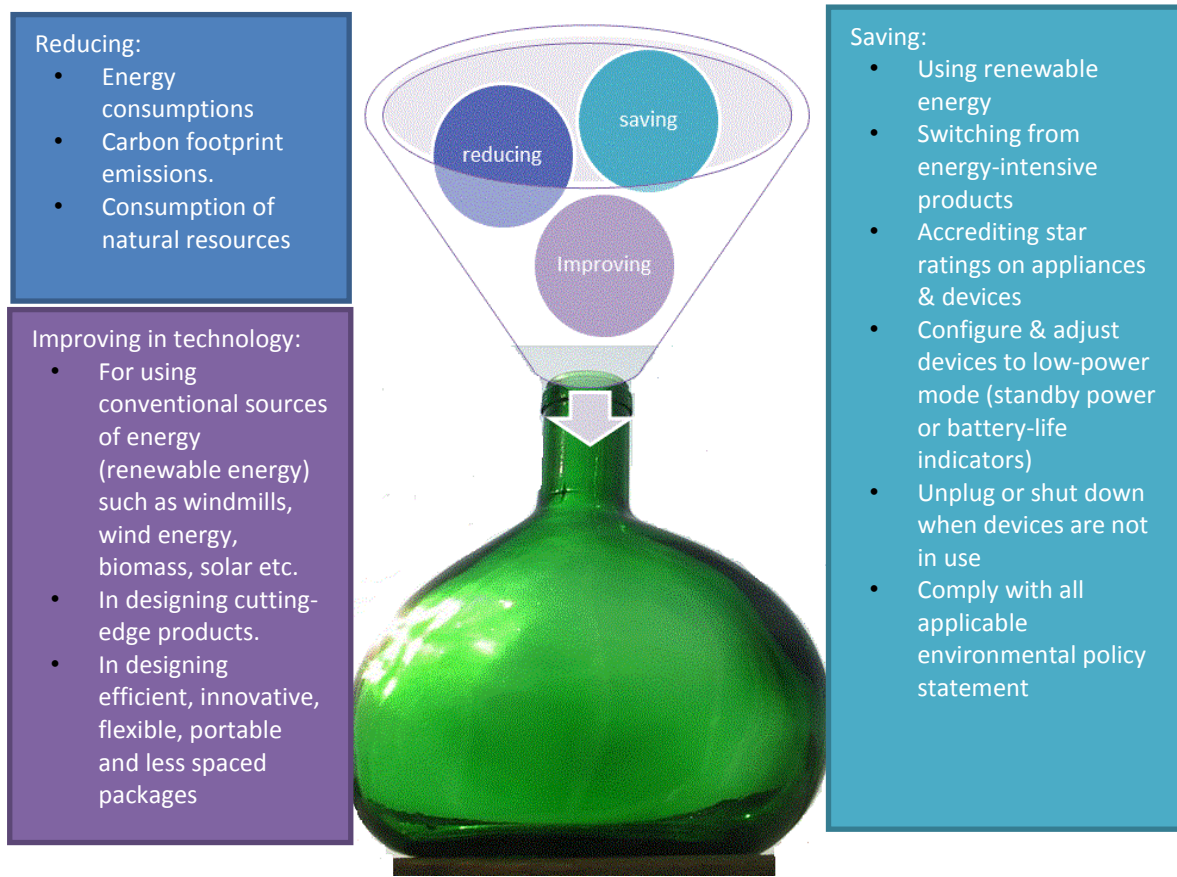 Reducing:
• Energy
consumptions
• Carbon footprint
emissions.
• Consumption of
natural resources
Improving in technology:
• For using
conventional sources
of energy
(renewable energy)
such as windmills,
wind energy,
biomass, solar etc.
• In designing cutting-
edge products.
• In designing
efficient, innovative,
flexible, portable
and less spaced
packages
reducing
saving
Improving
Saving:
• Using renewable
energy
• Switching from
energy-intensive
products
• Accrediting star
ratings on appliances
& devices
• Configure & adjust
devices to low-power
mode (standby power
or battery-life
indicators)
• Unplug or shut down
when devices are not
in use
• Comply with all
applicable
environmental policy
statement